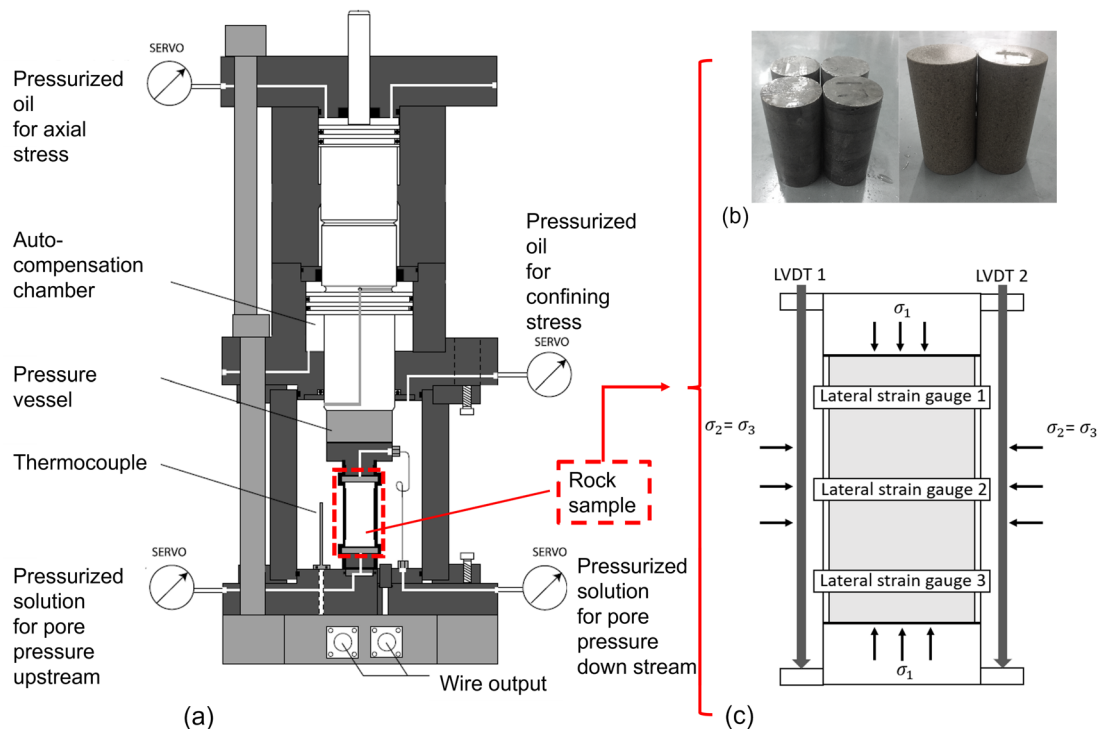 SERVO
Pressurized
oil
for axial
stress
Auto-
compensation
chamber
Pressure
vessel
Thermocouple
SERVO
Pressurized
solution
for pore
pressure
upstream
(a)
Pressurized
oil
for
confining
stress
SERVO
Rock
sample
SERVO
Pressurized
solution
for pore
pressure
down stream
Wire output
(b)
LVDT 1
LVDT 2
σ₁
Lateral strain gauge 1
σ₂= σ₃
σ₂= σ₃
Lateral strain gauge 2
Lateral strain gauge 3
σ₁
(c)